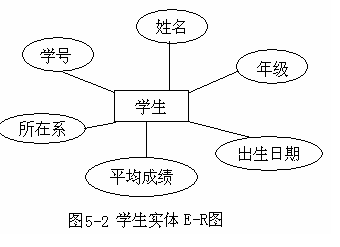 姓名
学号
年级
学生
所在系
出生日期
平均成绩
图5-2 学生实体E-R图